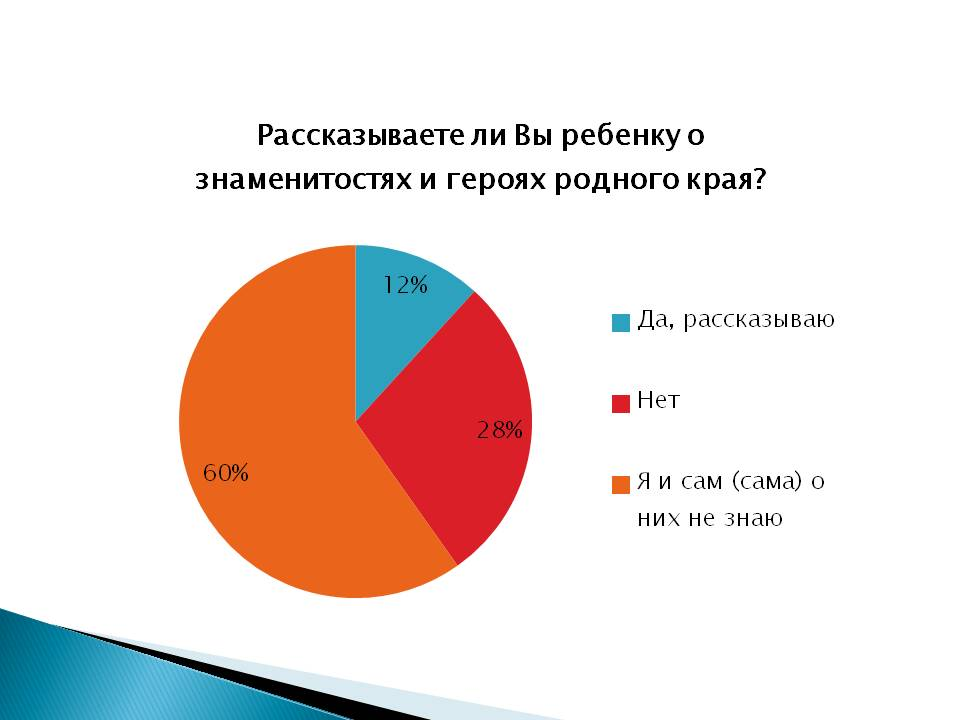 Рассказываете ли Вы ребенку о
знаменитостях и героях родного края?
12%
28%
60%
Да, рассказываю
Нет
Я и сам (сама) о
них не знаю